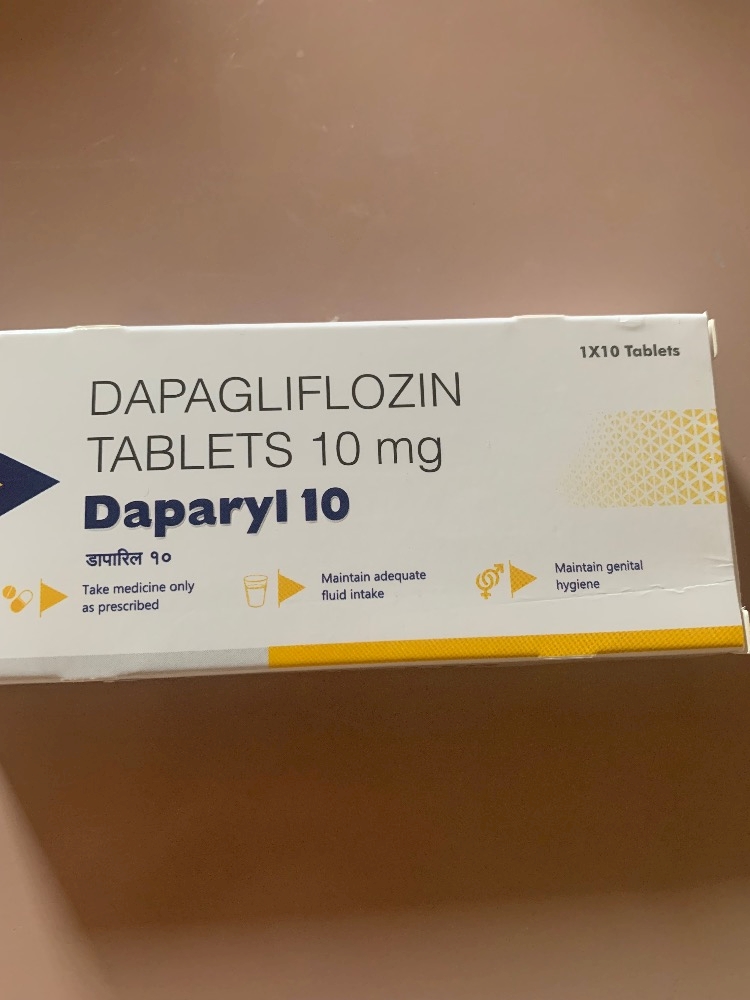 1X10 Tablets
DAPAGLIFLOZIN
TABLETS 10 mg
Daparyl 10
डापारिल १०
Take medicine only
as prescribed
Maintain adequate
fluid intake
Maintain genital
hygiene